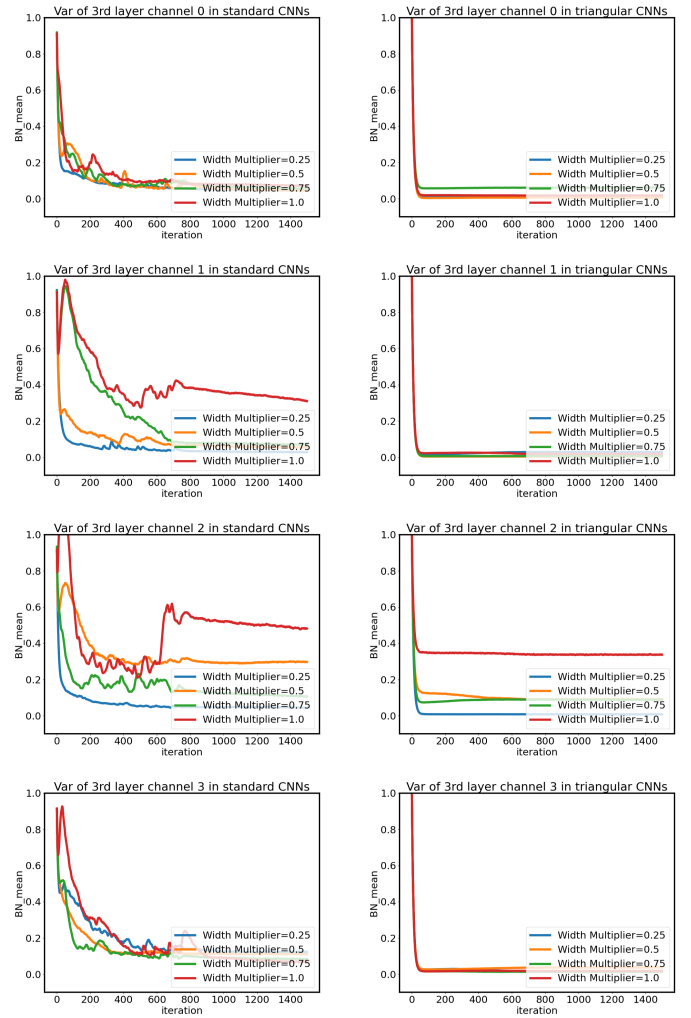 Var of 3rd layer channel 0 in standard CNNs
BN_mean
1.0
0.8
0.6
0.4
0.2
0.0
Width Multiplier=0.25
Width Multiplier=0.5
Width Multiplier=0.75
Width Multiplier=1.0
0 200 400 600 800 1000 1200 1400
iteration
Var of 3rd layer channel 0 in triangular CNNs
BN_mean
1.0
0.8
0.6
0.4
0.2
0.0
Width Multiplier=0.25
Width Multiplier=0.5
Width Multiplier=0.75
Width Multiplier=1.0
0 200 400 600 800 1000 1200 1400
iteration
Var of 3rd layer channel 1 in standard CNNs
BN_mean
1.0
0.8
0.6
0.4
0.2
0.0
Width Multiplier=0.25
Width Multiplier=0.5
Width Multiplier=0.75
Width Multiplier=1.0
0 200 400 600 800 1000 1200 1400
iteration
Var of 3rd layer channel 1 in triangular CNNs
BN_mean
1.0
0.8
0.6
0.4
0.2
0.0
Width Multiplier=0.25
Width Multiplier=0.5
Width Multiplier=0.75
Width Multiplier=1.0
0 200 400 600 800 1000 1200 1400
iteration
Var of 3rd layer channel 2 in standard CNNs
BN_mean
1.0
0.8
0.6
0.4
0.2
0.0
Width Multiplier=0.25
Width Multiplier=0.5
Width Multiplier=0.75
Width Multiplier=1.0
0 200 400 600 800 1000 1200 1400
iteration
Var of 3rd layer channel 2 in triangular CNNs
BN_mean
1.0
0.8
0.6
0.4
0.2
0.0
Width Multiplier=0.25
Width Multiplier=0.5
Width Multiplier=0.75
Width Multiplier=1.0
0 200 400 600 800 1000 1200 1400
iteration
Var of 3rd layer channel 3 in standard CNNs
BN_mean
1.0
0.8
0.6
0.4
0.2
0.0
Width Multiplier=0.25
Width Multiplier=0.5
Width Multiplier=0.75
Width Multiplier=1.0
0 200 400 600 800 1000 1200 1400
iteration
Var of 3rd layer channel 3 in triangular CNNs
BN_mean
1.0
0.8
0.6
0.4
0.2
0.0
Width Multiplier=0.25
Width Multiplier=0.5
Width Multiplier=0.75
Width Multiplier=1.0
0 200 400 600 800 1000 1200 1400
iteration